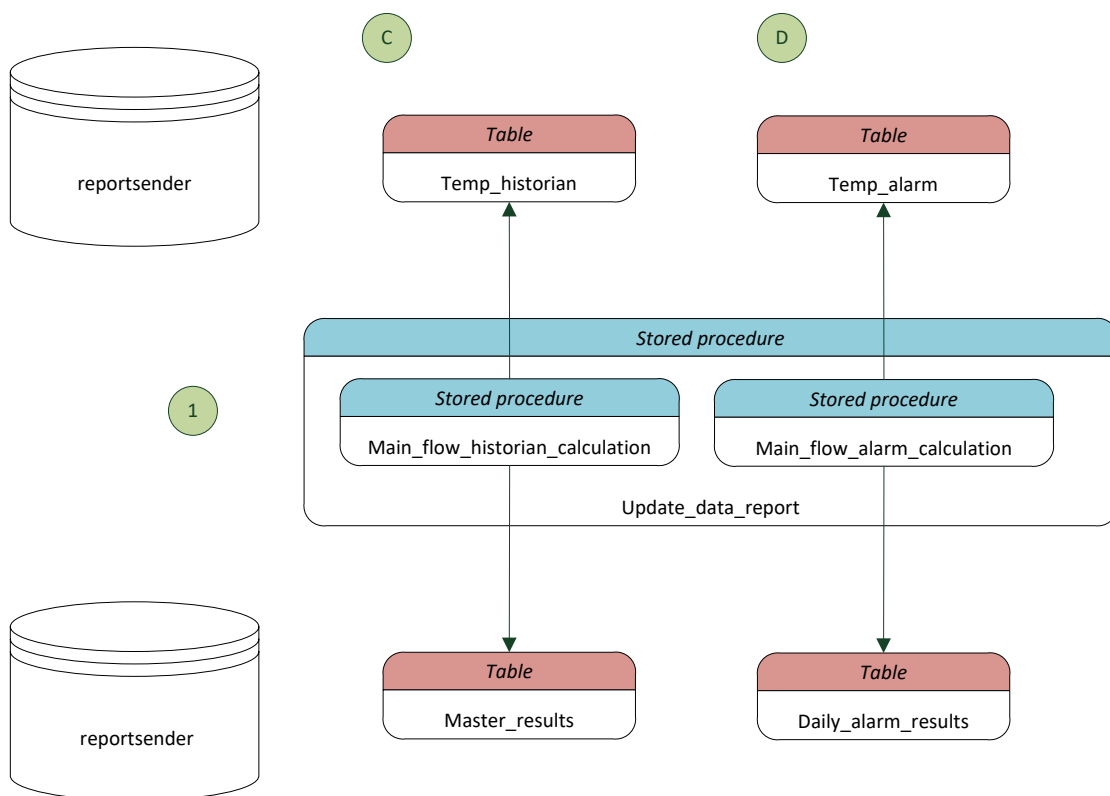 C
D
Table
Temp_historian
Table
Temp_alarm
reportsender
Stored procedure
1
Stored procedure
Main_flow_historian_calculation
Stored procedure
Main_flow_alarm_calculation
Update_data_report
Table
Master_results
Table
Daily_alarm_results
reportsender